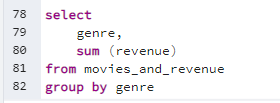 78 select
79 genre,
80 sum (revenue)
81 from movies_and_revenue
82 group by genre